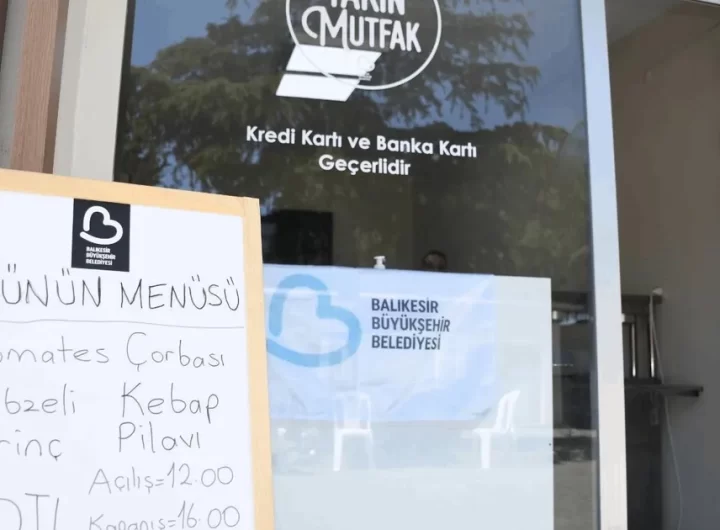 MUTFAK
Kredi Kartı ve Banka Kartı
Geçerlidir
BALIKESİR
BÜYÜKŞEHİR
BELEDİYESİ
BALIKESİR
BÜYÜKŞEHİR
BELEDİYESİ
ÜNÜN MENÜSÜ
omates Çorbası
bzeli Kebap
rinç Pilavı
Açılış=12.00
Kapanış=16.00